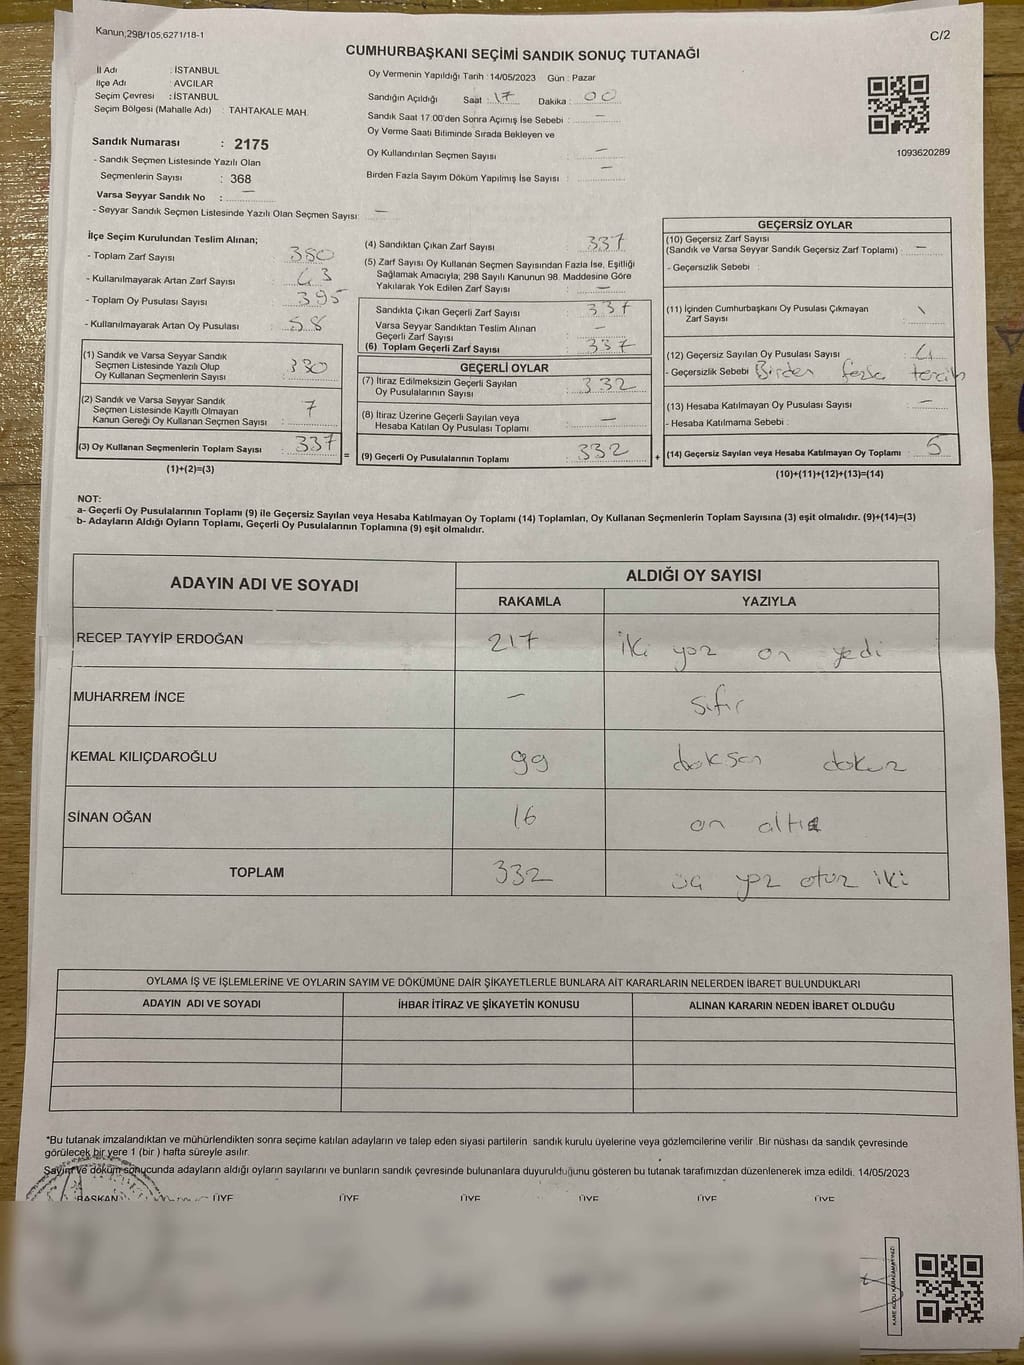 Kanun;298/105,6271/18-1
C/2
CUMHURBAŞKANI SEÇİMİ SANDIK SONUÇ TUTANAĞI
İl Adı : İSTANBUL
İlçe Adı : AVCILAR
Seçim Çevresi : İSTANBUL
Seçim Bölgesi (Mahalle Adı) : TAHTAKALE MAH.
Sandık Numarası : 2175
- Sandık Seçmen Listesinde Yazılı Olan
Seçmenlerin Sayısı : 368
Varsa Seyyar Sandık No : —
- Seyyar Sandık Seçmen Listesinde Yazılı Olan Seçmen Sayısı: —
Oy Vermenin Yapıldığı Tarih : 14/05/2023 Gün : Pazar
Sandığın Açıldığı Saat : 17 Dakika : 00
Sandık Saat 17:00'den Sonra Açımış İse Sebebi : —
Oy Verme Saati Bitiminde Sırada Bekleyen ve
Oy Kullandırılan Seçmen Sayısı : —
Birden Fazla Sayım Döküm Yapılmış İse Sayısı : —
1093620289
İlçe Seçim Kurulundan Teslim Alınan;
- Toplam Zarf Sayısı : 380
- Kullanılmayarak Artan Zarf Sayısı : 43
- Toplam Oy Pusulası Sayısı : 395
- Kullanılmayarak Artan Oy Pusulası : 58
(1) Sandık ve Varsa Seyyar Sandık
Seçmen Listesinde Yazılı Olup
Oy Kullanan Seçmenlerin Sayısı : 330
(2) Sandık ve Varsa Seyyar Sandık
Seçmen Listesinde Kayıtlı Olmayan
Kanun Gereği Oy Kullanan Seçmen Sayısı : 7
(3) Oy Kullanan Seçmenlerin Toplam Sayısı : 337
(1)+(2)=(3)
(4) Sandıktan Çıkan Zarf Sayısı : 337
(5) Zarf Sayısı Oy Kullanan Seçmen Sayısından Fazla İse, Eşitliği
Sağlamak Amacıyla; 298 Sayılı Kanunun 98. Maddesine Göre
Yakılarak Yok Edilen Zarf Sayısı : —
Sandıkta Çıkan Geçerli Zarf Sayısı : 337
Varsa Seyyar Sandıktan Teslim Alınan
Geçerli Zarf Sayısı : —
(6) Toplam Geçerli Zarf Sayısı : 337
GEÇERLİ OYLAR
(7) İtiraz Edilmeksizin Geçerli Sayılan
Oy Pusulalarının Sayısı : 332
(8) İtiraz Üzerine Geçerli Sayılan veya
Hesaba Katılan Oy Pusulası Toplamı : —
=
(9) Geçerli Oy Pusulalarının Toplamı : 332
+
GEÇERSİZ OYLAR
(10) Geçersiz Zarf Sayısı
(Sandık ve Varsa Seyyar Sandık Geçersiz Zarf Toplamı) : —
- Geçersizlik Sebebi :
(11) İçinden Cumhurbaşkanı Oy Pusulası Çıkmayan
Zarf Sayısı :
(12) Geçersiz Sayılan Oy Pusulası Sayısı : 4
- Geçersizlik Sebebi Birden fazla tercih
(13) Hesaba Katılmayan Oy Pusulası Sayısı : —
- Hesaba Katılmama Sebebi :
(14) Geçersiz Sayılan veya Hesaba Katılmayan Oy Toplamı : 5
(10)+(11)+(12)+(13)=(14)
NOT:
a- Geçerli Oy Pusulalarının Toplamı (9) ile Geçersiz Sayılan veya Hesaba Katılmayan Oy Toplamı (14) Toplamları, Oy Kullanan Seçmenlerin Toplam Sayısına (3) eşit olmalıdır. (9)+(14)=(3)
b- Adayların Aldığı Oyların Toplamı, Geçerli Oy Pusulalarının Toplamına (9) eşit olmalıdır.
ADAYIN ADI VE SOYADI
ALDIĞI OY SAYISI
RAKAMLA YAZIYLA
RECEP TAYYİP ERDOĞAN 217 iki yüz on yedi
MUHARREM İNCE — sıfır
KEMAL KILIÇDAROĞLU 99 doksan dokuz
SİNAN OĞAN 16 on altı
TOPLAM 332 üç yüz otuz iki
OYLAMA İŞ VE İŞLEMLERİNE VE OYLARIN SAYIM VE DÖKÜMÜNE DAİR ŞİKAYETLERLE BUNLARA AİT KARARLARIN NELERDEN İBARET BULUNDUKLARI
ADAYIN ADI VE SOYADI İHBAR İTİRAZ VE ŞİKAYETİN KONUSU ALINAN KARARIN NEDEN İBARET OLDUĞU
*Bu tutanak imzalandıktan ve mühürlendikten sonra seçime katılan adayların ve talep eden siyasi partilerin sandık kurulu üyelerine veya gözlemcilerine verilir .Bir nüshası da sandık çevresinde
görülecek bir yere 1 (bir ) hafta süreyle asılır.
Sayım ve döküm sonucunda adayların aldığı oyların sayılarını ve bunların sandık çevresinde bulunanlara duyurulduğunu gösteren bu tutanak tarafımızdan düzenlenerek imza edildi. 14/05/2023
BAŞKAN ÜYE ÜYE ÜYE ÜYE ÜYE ÜYE